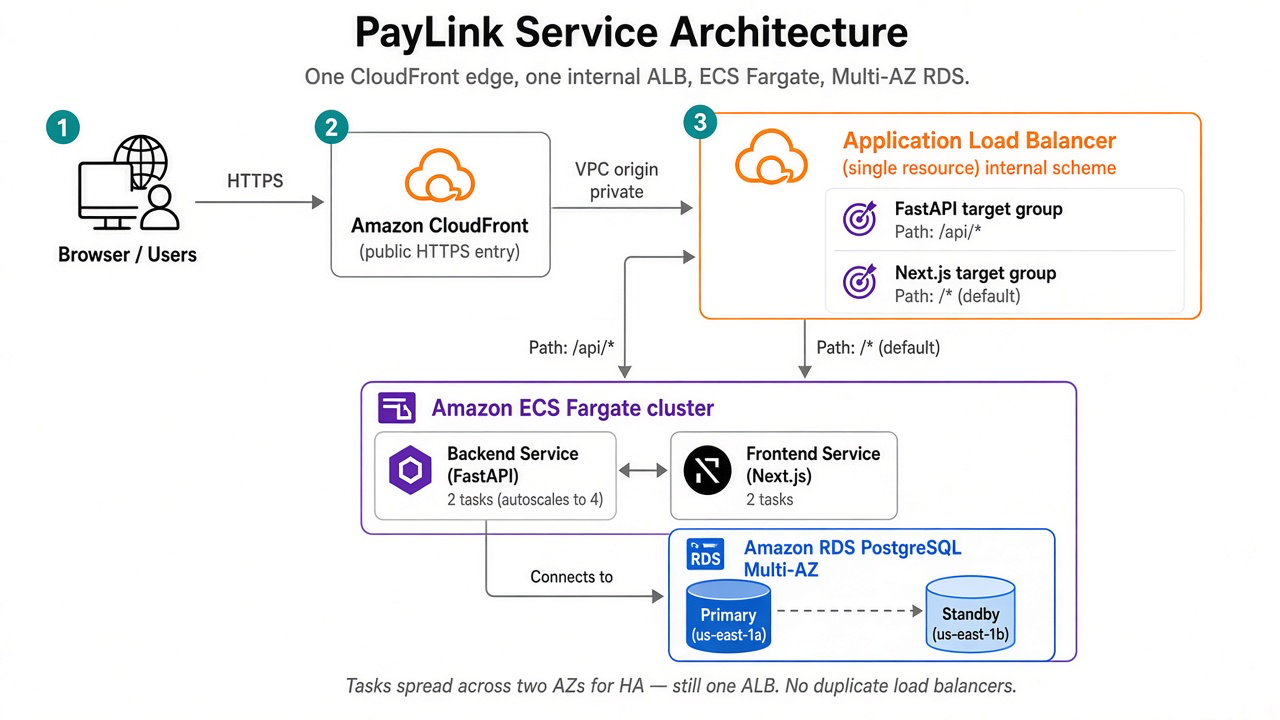 PayLink Service Architecture
One CloudFront edge, one internal ALB, ECS Fargate, Multi-AZ RDS.
1
Browser / Users
HTTPS
2
Amazon CloudFront
(public HTTPS entry)
VPC origin
private
3
Application Load Balancer
(single resource) internal scheme
FastAPI target group
Path: /api/*
Next.js target group
Path: /* (default)
Path: /api/*
Path: /* (default)
Amazon ECS Fargate cluster
Backend Service
(FastAPI)
2 tasks (autoscales to 4)
Frontend Service
(Next.js)
2 tasks
Connects to
RDS
Amazon RDS PostgreSQL
Multi-AZ
Primary
(us-east-1a)
Standby
(us-east-1b)
Tasks spread across two AZs for HA — still one ALB. No duplicate load balancers.